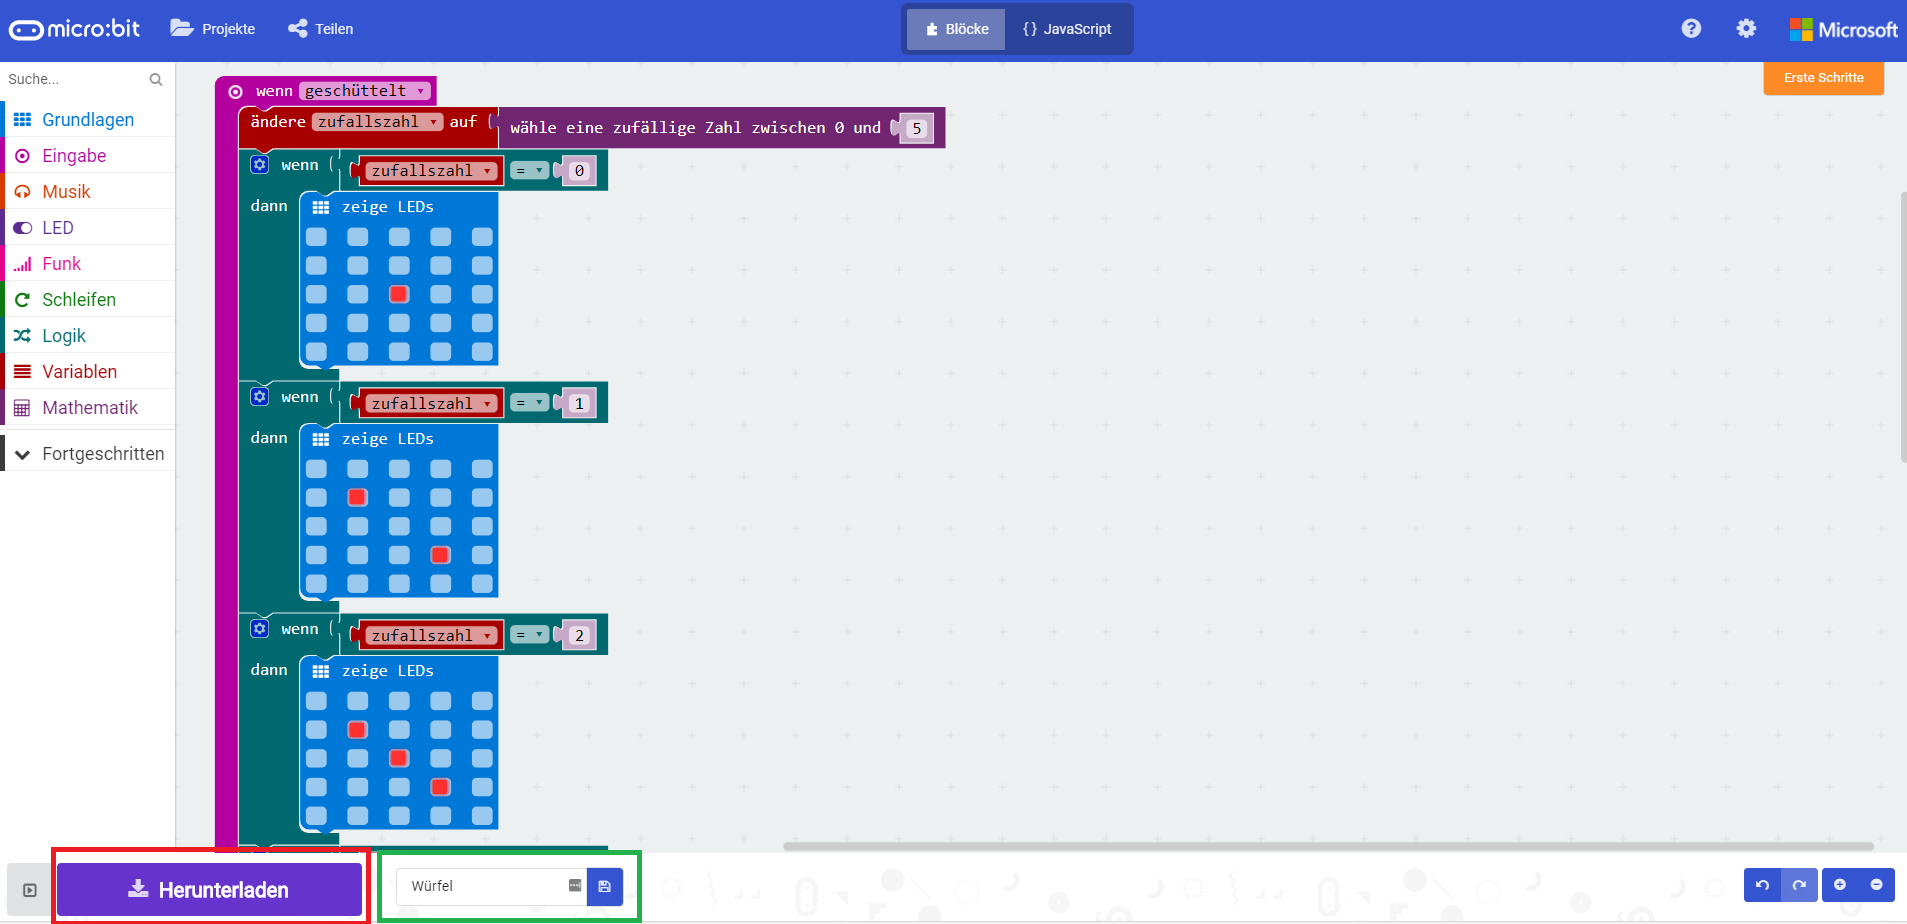 micro:bit Projekte Teilen Blöcke {} JavaScript ? Microsoft
Suche...
Erste Schritte
Grundlagen
Eingabe
Musik
LED
Funk
Schleifen
Logik
Variablen
Mathematik
Fortgeschritten
wenn geschüttelt
ändere zufallszahl auf wähle eine zufällige Zahl zwischen 0 und 5
wenn zufallszahl = 0
dann zeige LEDs
wenn zufallszahl = 1
dann zeige LEDs
wenn zufallszahl = 2
dann zeige LEDs
Herunterladen
Würfel